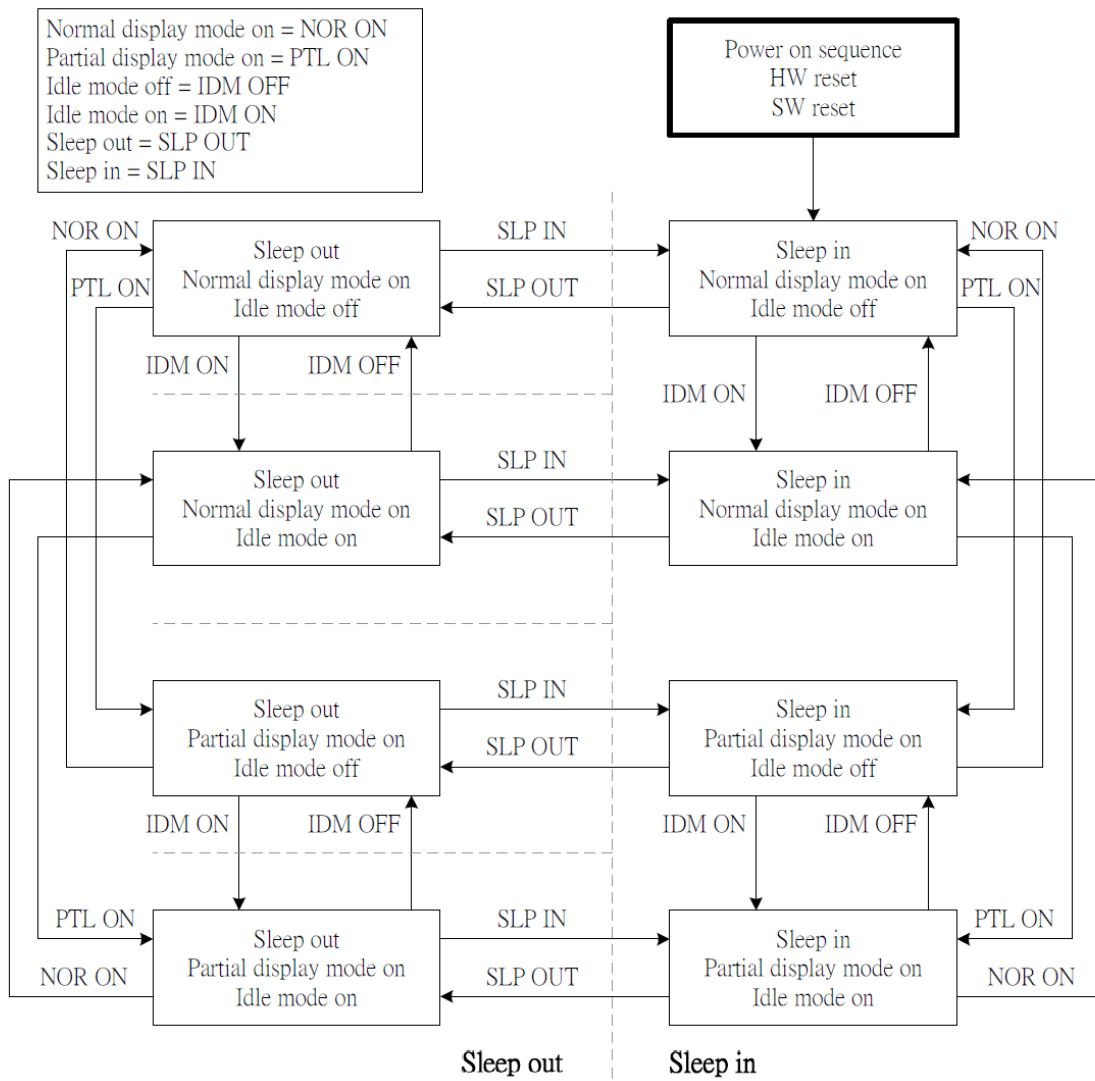 Normal display mode on = NOR ON
Partial display mode on = PTL ON
Idle mode off = IDM OFF
Idle mode on = IDM ON
Sleep out = SLP OUT
Sleep in = SLP IN
Power on sequence
HW reset
SW reset
NOR ON
PTL ON
Sleep out
Normal display mode on
Idle mode off
SLP IN
SLP OUT
Sleep in
Normal display mode on
Idle mode off
NOR ON
PTL ON
IDM ON
IDM OFF
IDM ON
IDM OFF
Sleep out
Normal display mode on
Idle mode on
SLP IN
SLP OUT
Sleep in
Normal display mode on
Idle mode on
Sleep out
Partial display mode on
Idle mode off
SLP IN
SLP OUT
Sleep in
Partial display mode on
Idle mode off
IDM ON
IDM OFF
IDM ON
IDM OFF
PTL ON
NOR ON
Sleep out
Partial display mode on
Idle mode on
SLP IN
SLP OUT
Sleep in
Partial display mode on
Idle mode on
PTL ON
NOR ON
Sleep out
Sleep in